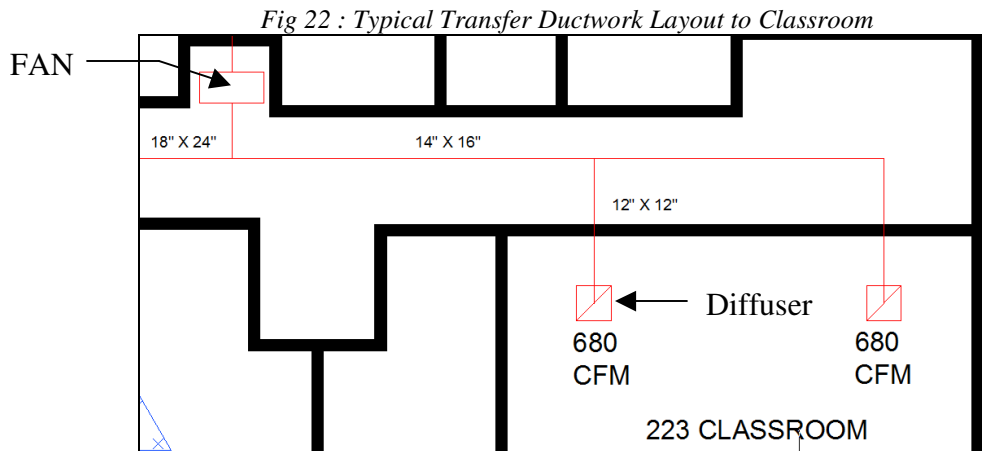 Fig 22 : Typical Transfer Ductwork Layout to Classroom
FAN
18" X 24"
14" X 16"
12" X 12"
Diffuser
680
CFM
680
CFM
223 CLASSROOM